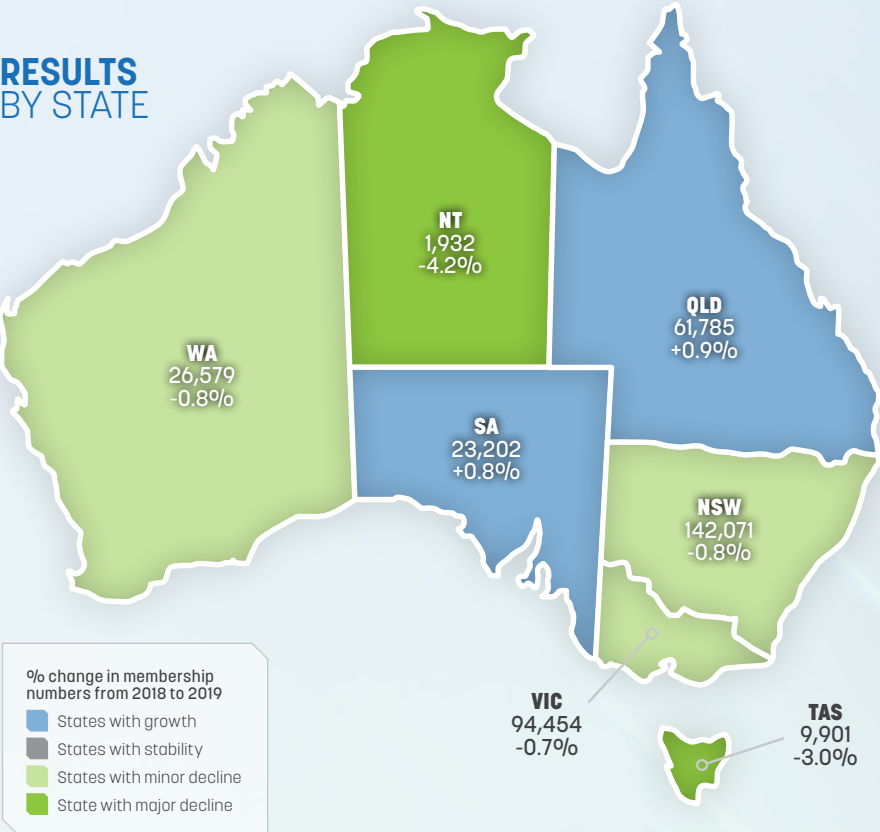 RESULTS
BY STATE
NT
1,932
-4.2%
QLD
61,785
+0.9%
WA
26,579
-0.8%
SA
23,202
+0.8%
NSW
142,071
-0.8%
VIC
94,454
-0.7%
TAS
9,901
-3.0%
% change in membership
numbers from 2018 to 2019
States with growth
States with stability
States with minor decline
State with major decline